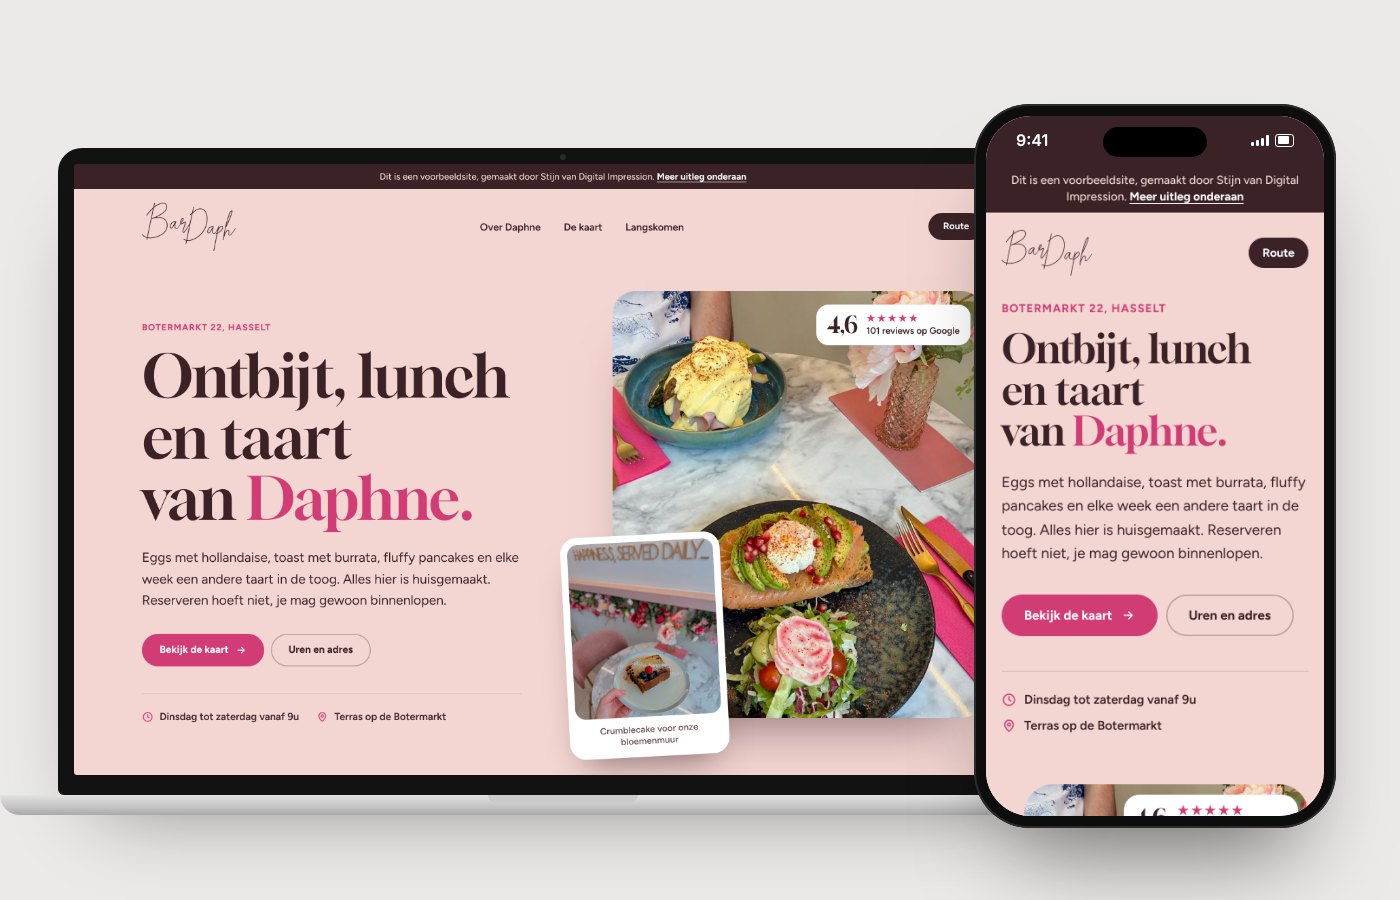 Dit is een voorbeeldsite, gemaakt door Stijn van Digital Impression. Meer uitleg onderaan
BarDaph
Over Daphne
De kaart
Langskomen
Route
BOTERMARKT 22, HASSELT
Ontbijt, lunch
en taart
van Daphne.
Eggs met hollandaise, toast met burrata, fluffy pancakes en elke
week een andere taart in de toog. Alles hier is huisgemaakt.
Reserveren hoeft niet, je mag gewoon binnenlopen.
Bekijk de kaart →
Uren en adres
Dinsdag tot zaterdag vanaf 9u
Terras op de Botermarkt
4,6 ★★★★★
101 reviews op Google
HAPPINESS, SERVED DAILY_
Crumblecake voor onze
bloemenmuur
9:41
Dit is een voorbeeldsite, gemaakt door Stijn van Digital
Impression. Meer uitleg onderaan
BarDaph
Route
BOTERMARKT 22, HASSELT
Ontbijt, lunch
en taart
van Daphne.
Eggs met hollandaise, toast met burrata, fluffy
pancakes en elke week een andere taart in de
toog. Alles hier is huisgemaakt. Reserveren
hoeft niet, je mag gewoon binnenlopen.
Bekijk de kaart →
Uren en adres
Dinsdag tot zaterdag vanaf 9u
Terras op de Botermarkt
4,6 ★★★★★